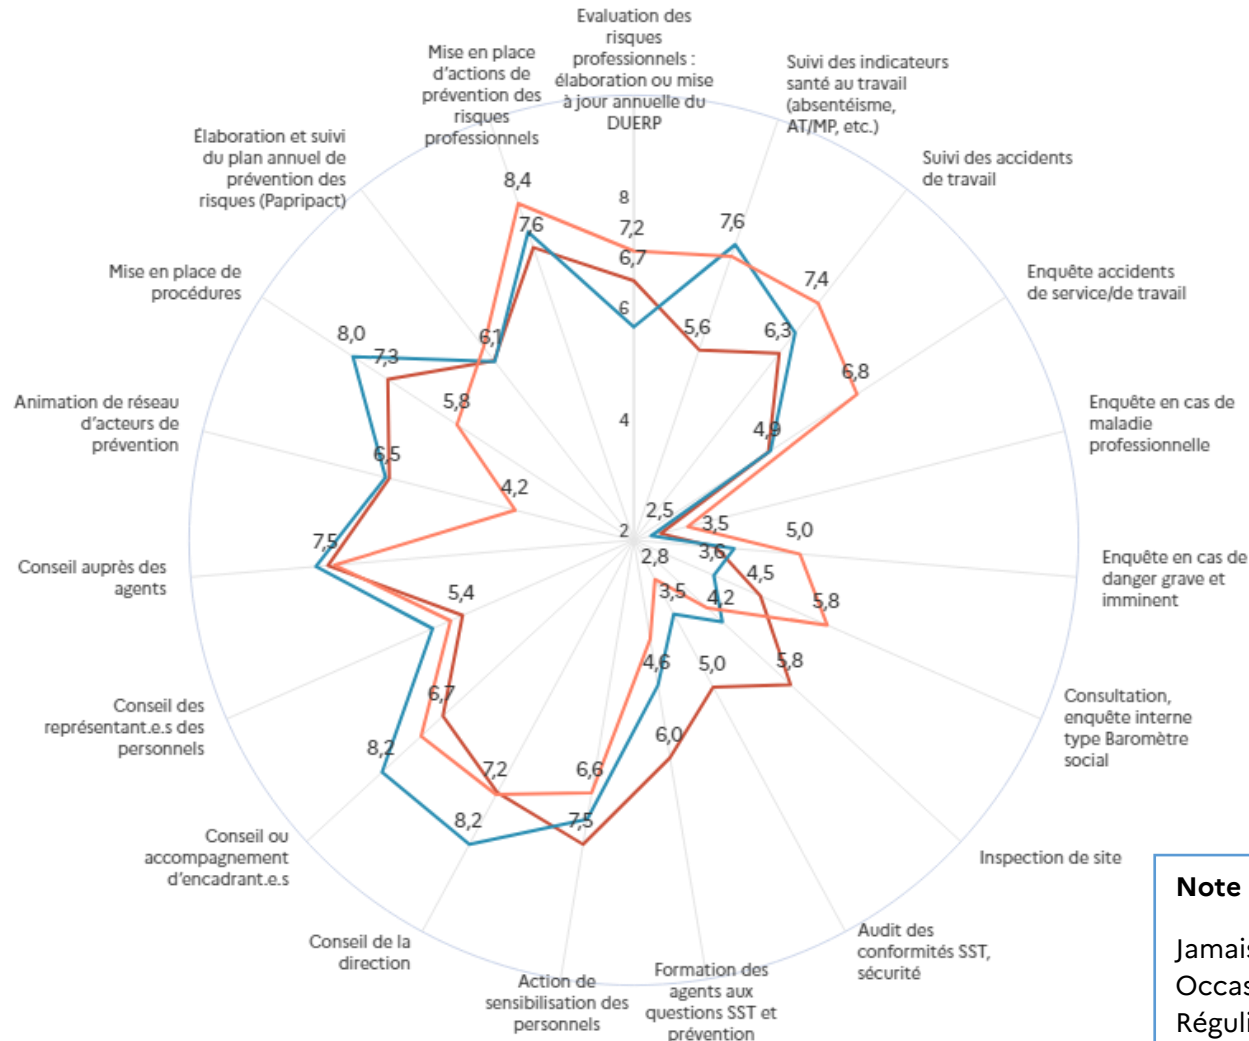 Evaluation des
risques
professionnels :
élaboration ou mise
à jour annuelle du
DUERP
Suivi des indicateurs
santé au travail
(absentéisme,
AT/MP, etc.)
Suivi des accidents
de travail
Enquête accidents
de service/de travail
Enquête en cas de
maladie
professionnelle
Enquête en cas de
danger grave et
imminent
Consultation,
enquête interne
type Baromètre
social
Inspection de site
Audit des
conformités SST,
sécurité
Formation des
agents aux
questions SST et
prévention
Action de
sensibilisation des
personnels
Conseil de la
direction
Conseil ou
accompagnement
d'encadrant.e.s
Conseil des
représentant.e.s des
personnels
Conseil auprès des
agents
Animation de réseau
d'acteurs de
prévention
Mise en place de
procédures
Élaboration et suivi
du plan annuel de
prévention des
risques (Papripact)
Mise en place
d'actions de
prévention des
risques
professionnels
8
6
4
2
7,2
6,7
7,6
5,6
7,4
6,3
6,8
4,9
2,5
3,5
5,0
3,6
4,5
5,8
5,8
4,2
2,8
3,5
5,0
4,6
6,0
6,6
7,5
7,2
8,2
6,7
8,2
5,4
7,5
6,5
4,2
8,0
7,3
5,8
6,1
8,4
7,6
Note
Jamais
Occas
Réguli